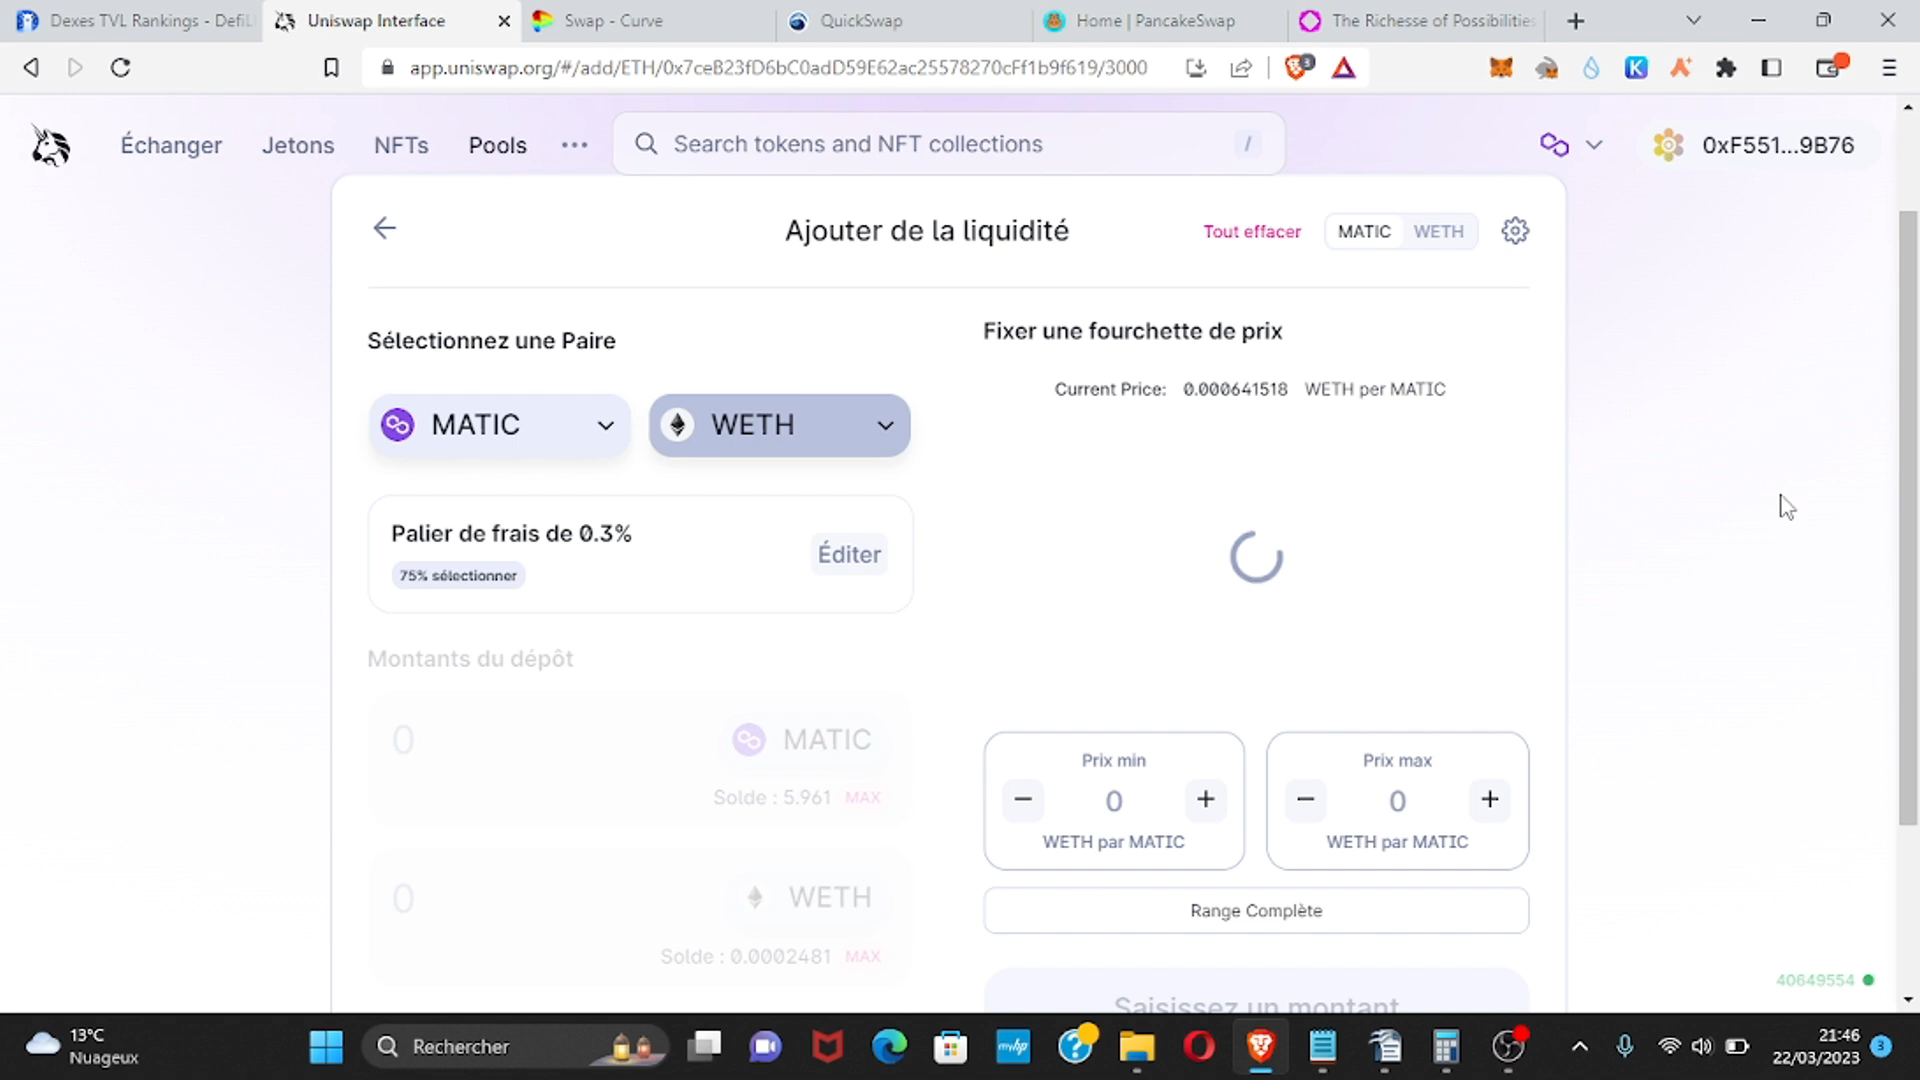 Dexes TVL Rankings - DefiLl
Uniswap Interface
Swap - Curve
QuickSwap
Home | PancakeSwap
The Richesse of Possibilities
app.uniswap.org/#/add/ETH/0x7ceB23fD6bC0adD59E62ac25578270cFf1b9f619/3000
3
K
Échanger
Jetons
NFTs
Pools
Search tokens and NFT collections
/
0xF551...9B76
Ajouter de la liquidité
Tout effacer
MATIC
WETH
Sélectionnez une Paire
Fixer une fourchette de prix
Current Price: 0.000641518 WETH per MATIC
MATIC
WETH
Palier de frais de 0.3%
75% sélectionner
Éditer
Montants du dépôt
0
MATIC
Solde : 5.961 MAX
0
WETH
Solde : 0.0002481 MAX
Prix min
0
WETH par MATIC
Prix max
0
WETH par MATIC
Range Complète
Saisissez un montant
40649554
13°C
Nuageux
Rechercher
myhp
21:46
22/03/2023
3